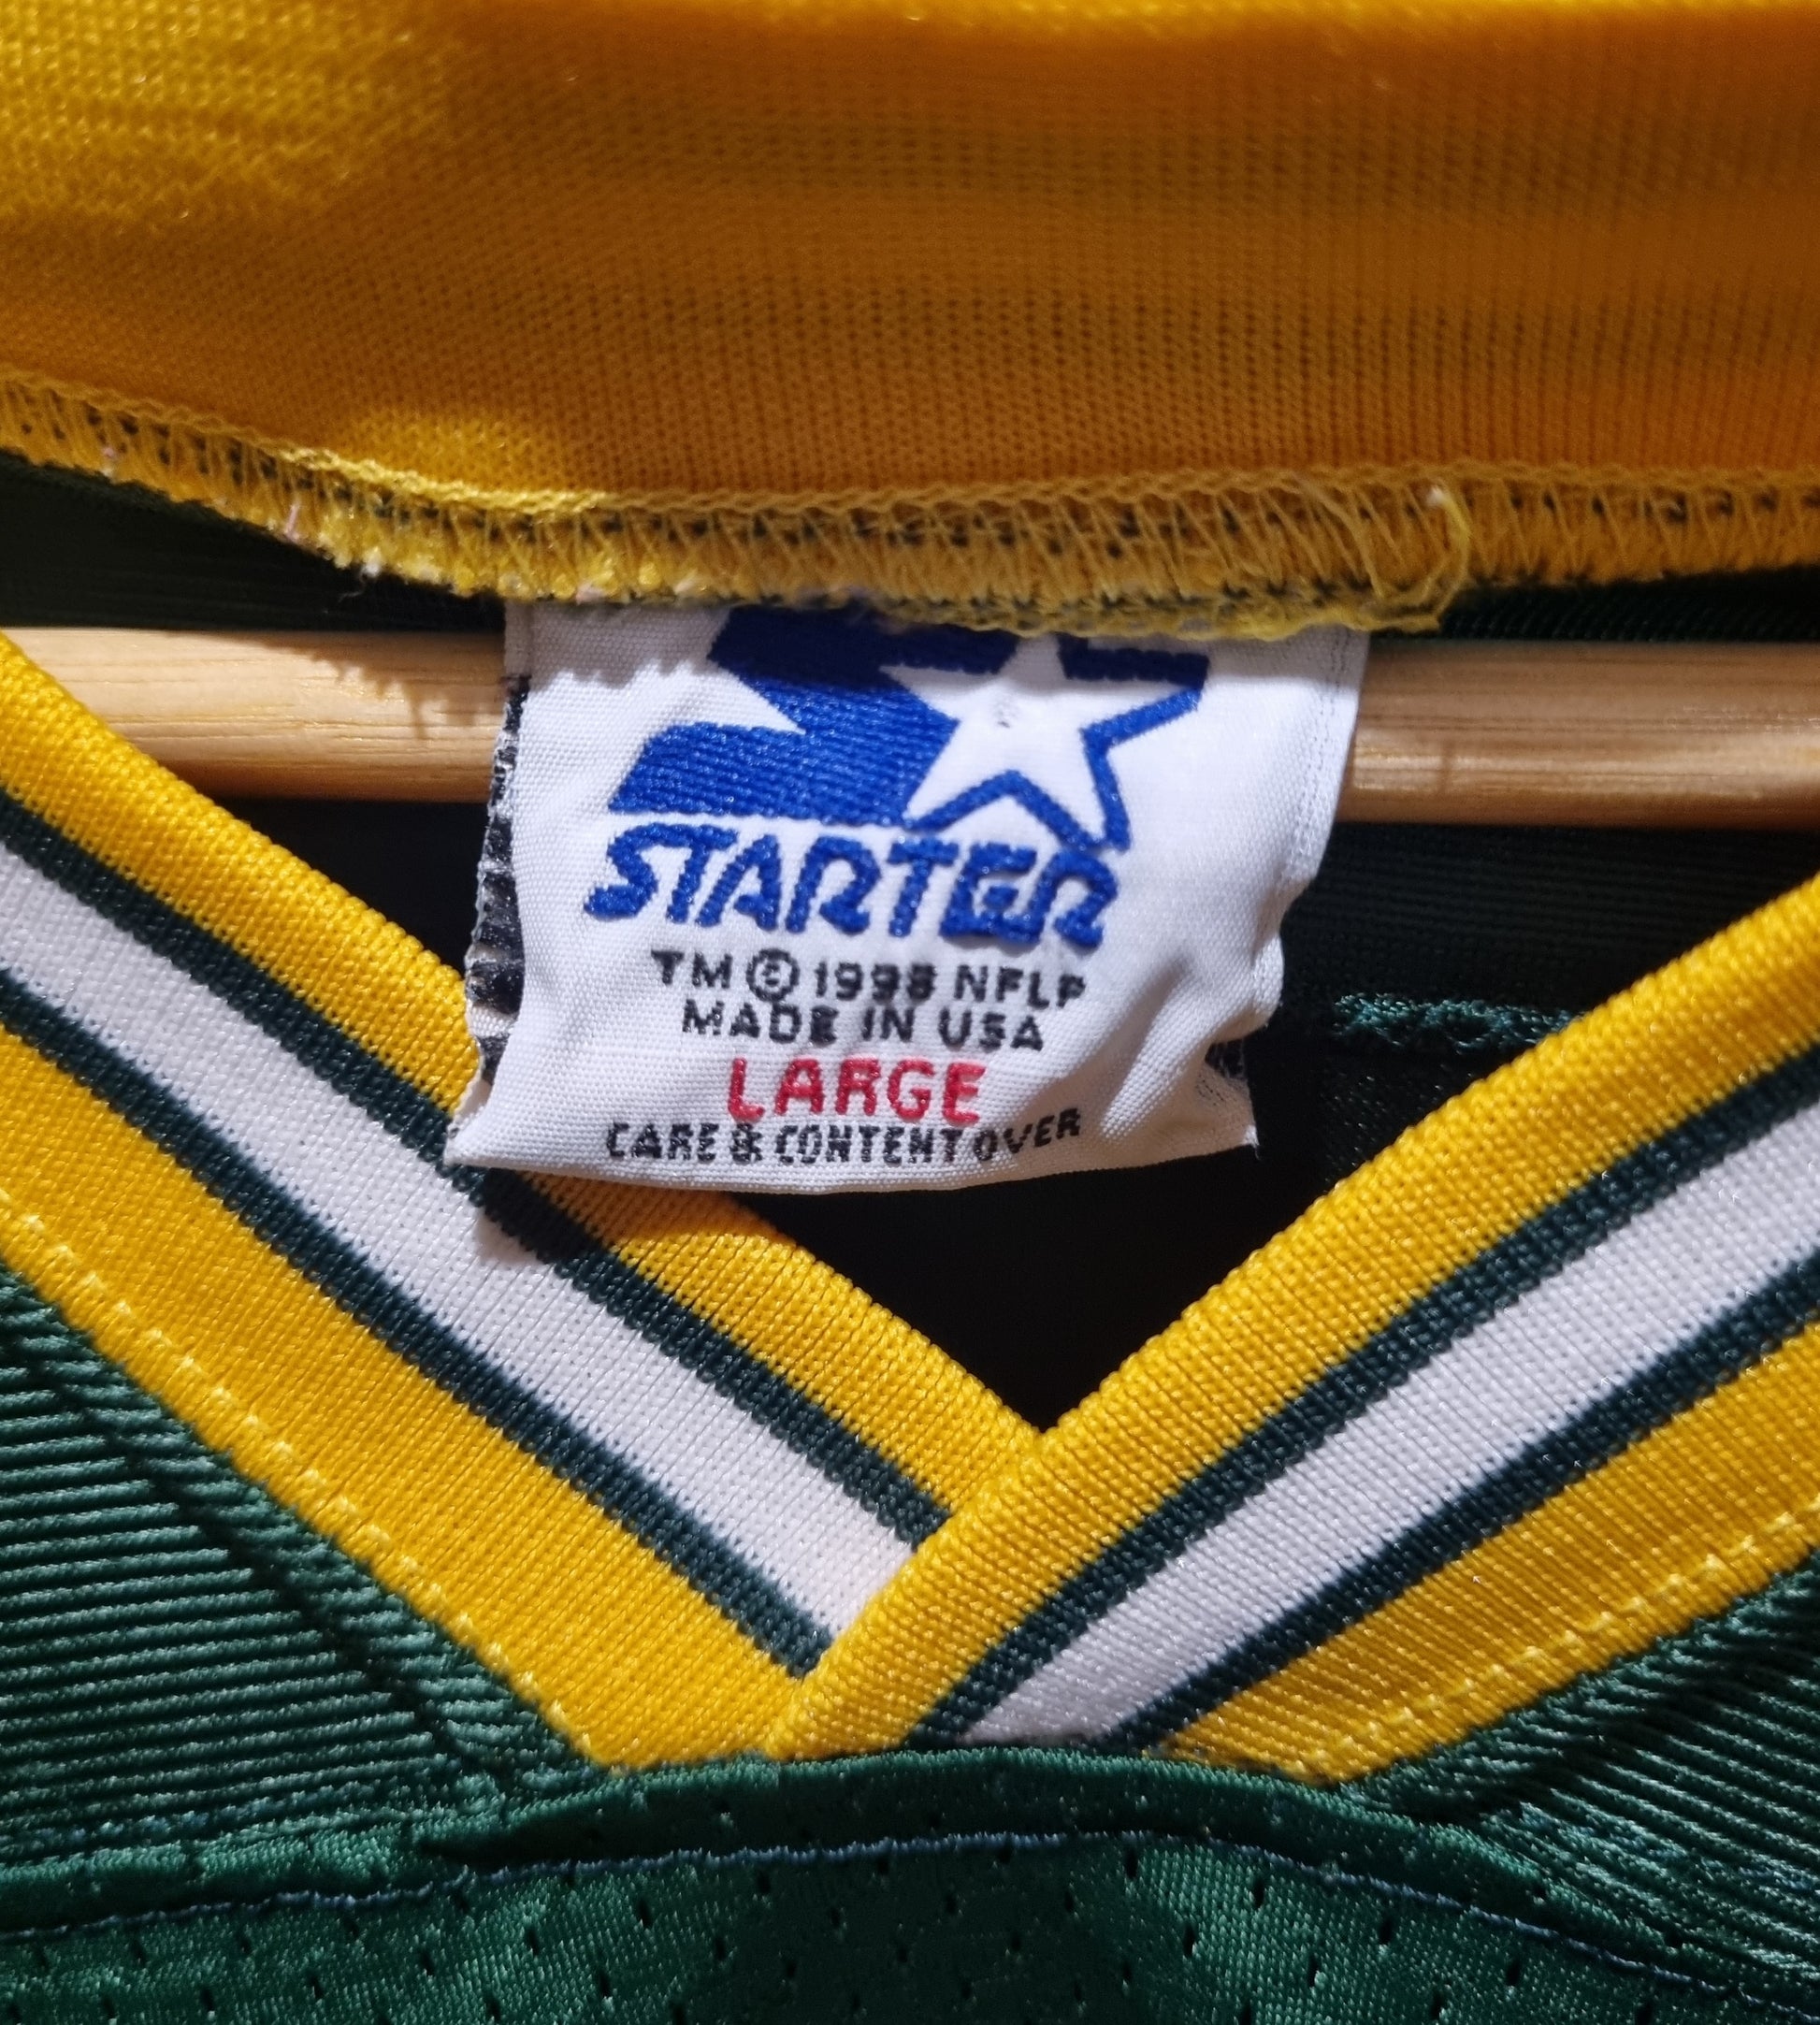 STARTER
TM © 1998 NFLP
MADE IN USA
LARGE
CARE & CONTENT OVER